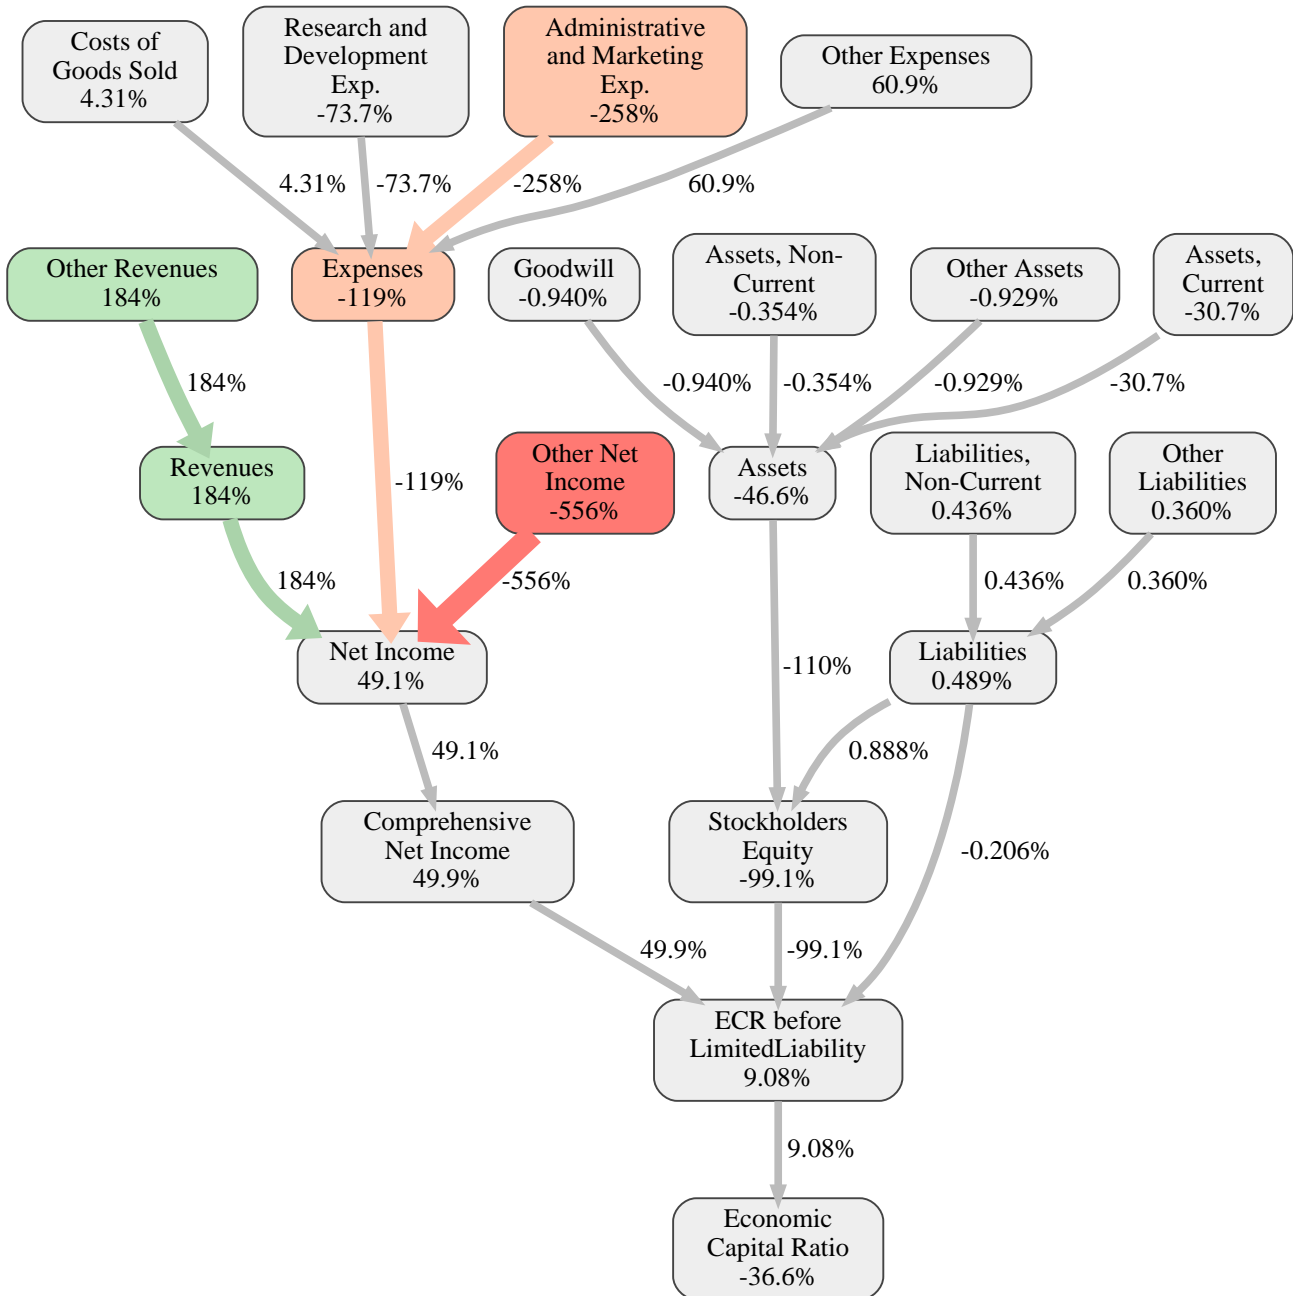 Costs of
Goods Sold
4.31%
Research and
Development
Exp.
-73.7%
Administrative
and Marketing
Exp.
-258%
Other Expenses
60.9%
4.31%
-73.7%
-258%
60.9%
Other Revenues
184%
Expenses
-119%
Goodwill
-0.940%
Assets, Non-
Current
-0.354%
Other Assets
-0.929%
Assets,
Current
-30.7%
184%
-0.940%
-0.354%
-0.929%
-30.7%
Revenues
184%
-119%
Other Net
Income
-556%
Assets
-46.6%
Liabilities,
Non-Current
0.436%
Other
Liabilities
0.360%
184%
-556%
0.436%
0.360%
Net Income
49.1%
-110%
Liabilities
0.489%
49.1%
0.888%
Comprehensive
Net Income
49.9%
Stockholders
Equity
-99.1%
-0.206%
49.9%
-99.1%
ECR before
LimitedLiability
9.08%
9.08%
Economic
Capital Ratio
-36.6%